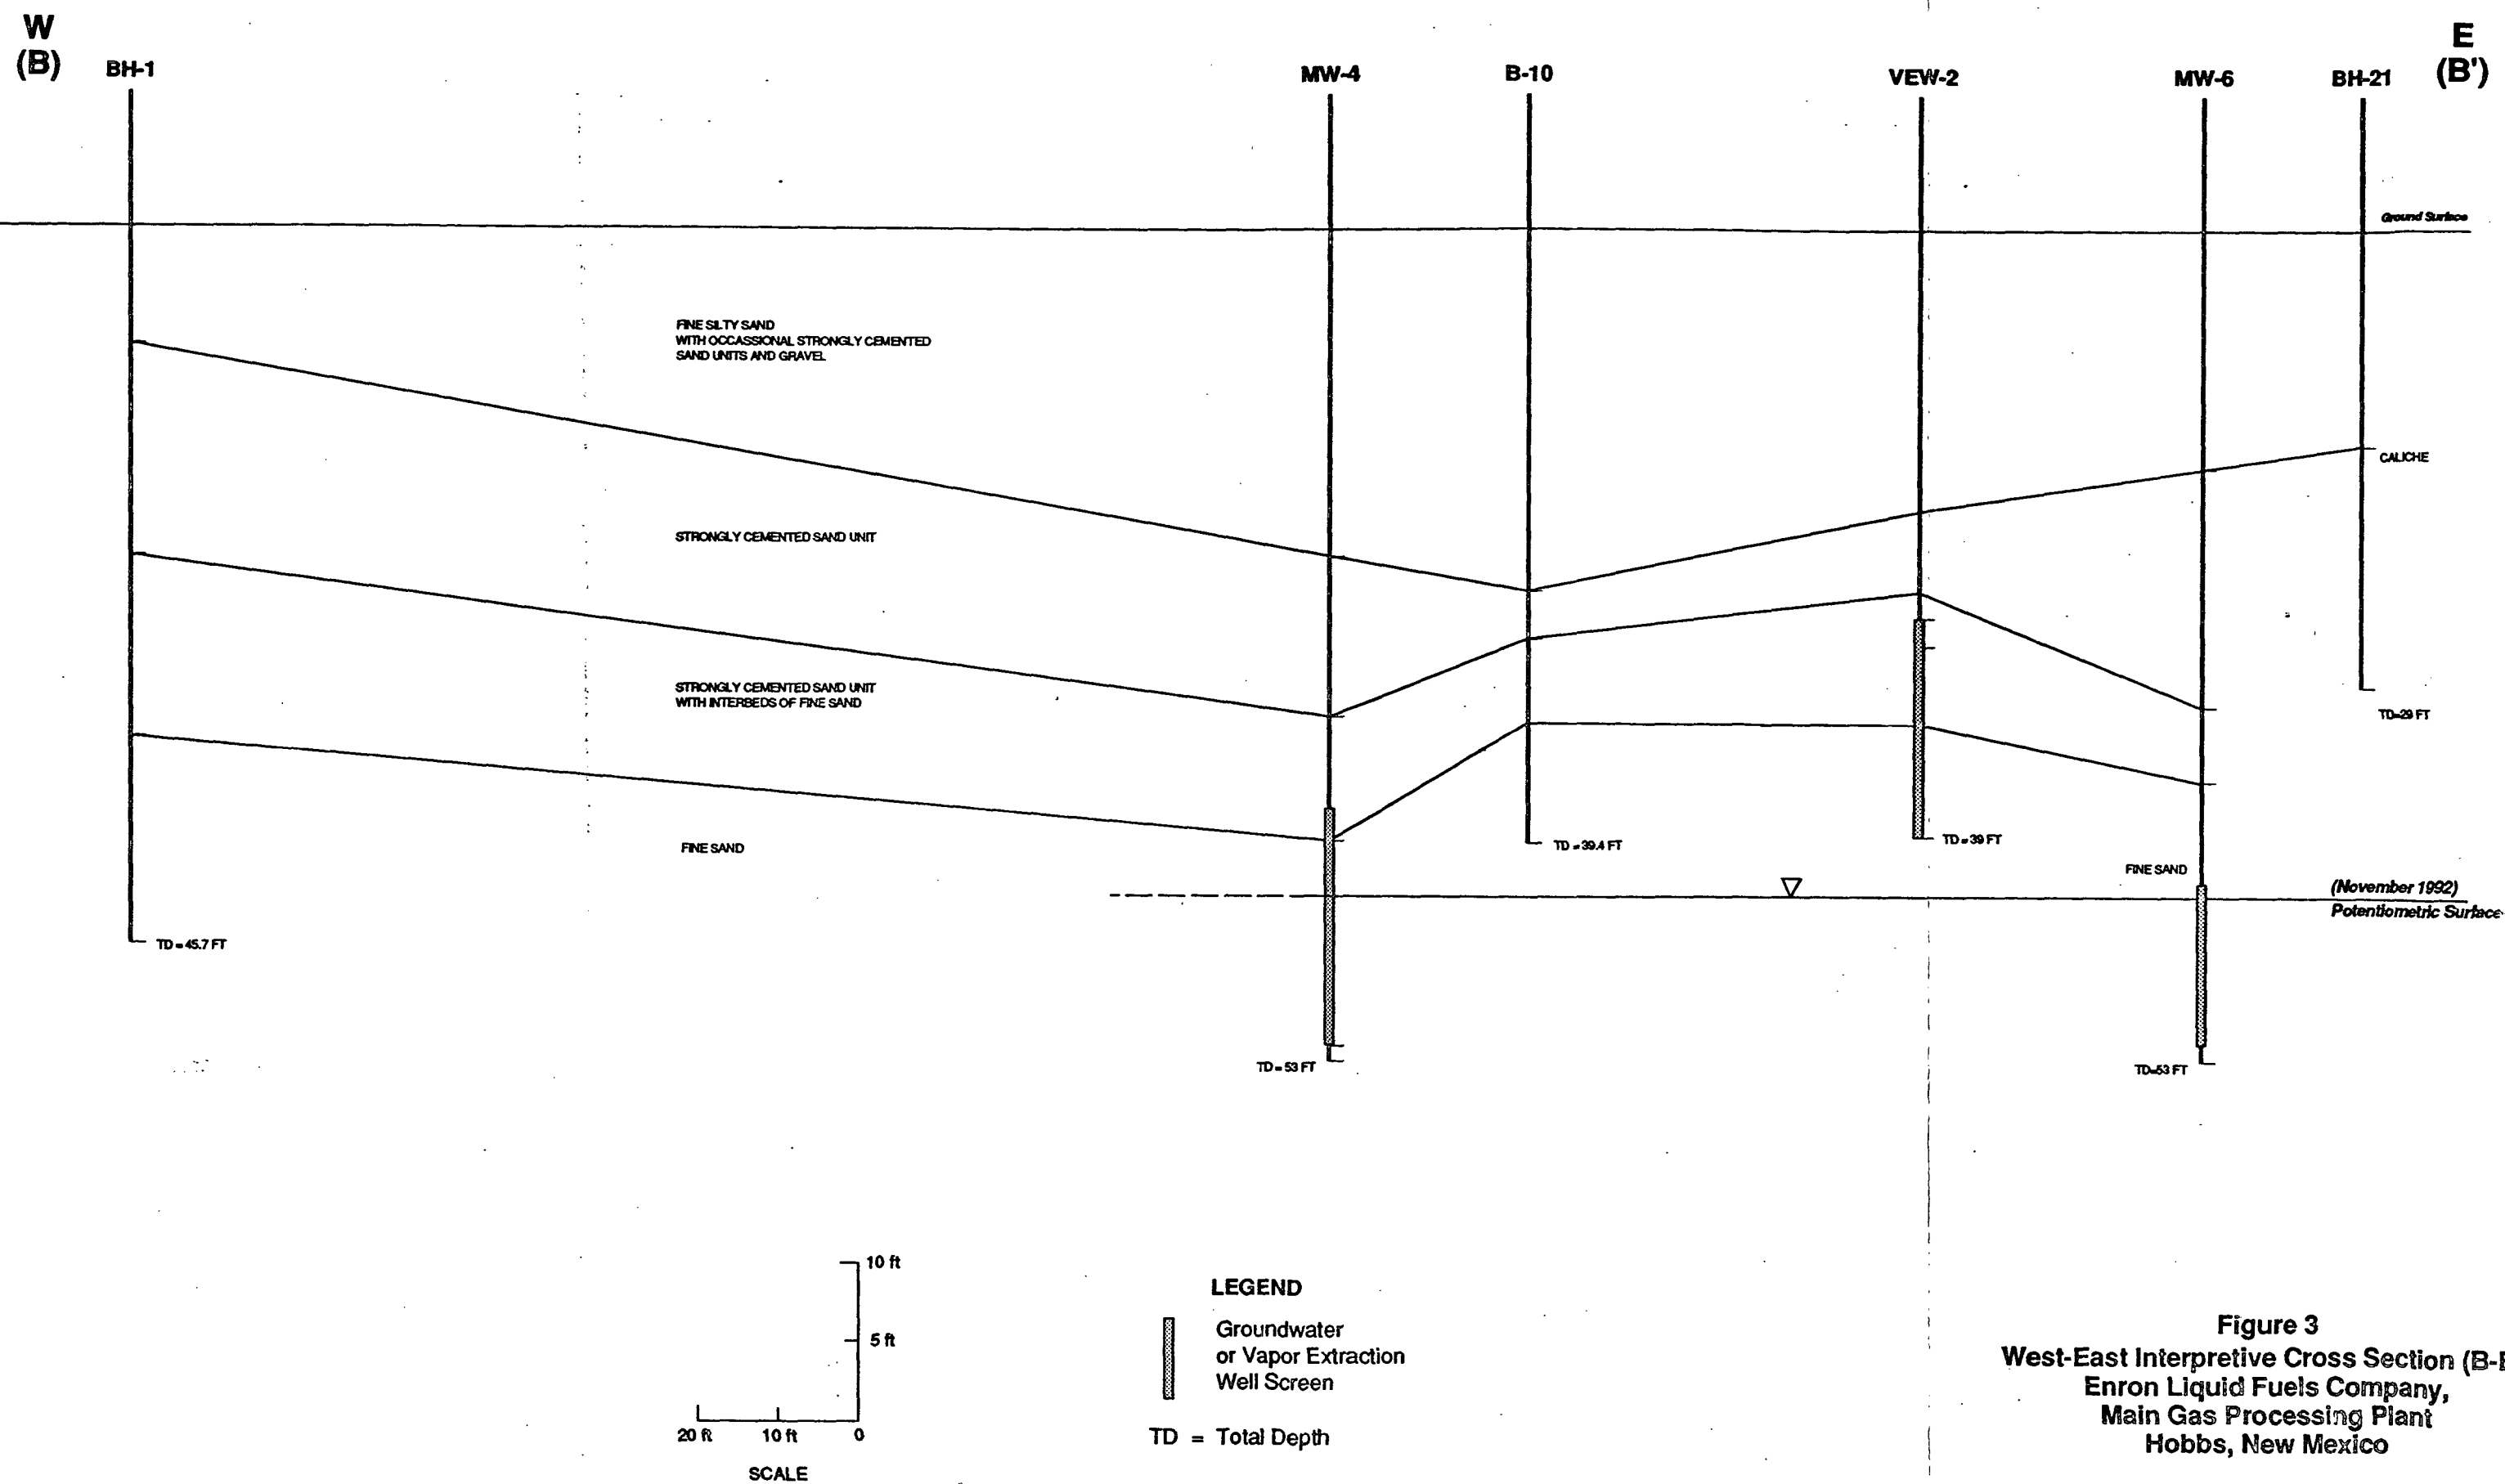 W
(B)
BH-1
MW-4
B-10
VEW-2
MW-6
BH-21
E
(B')
Ground Surface
FINE SILTY SAND
WITH OCCASSIONAL STRONGLY CEMENTED
SAND UNITS AND GRAVEL
CALICHE
STRONGLY CEMENTED SAND UNIT
STRONGLY CEMENTED SAND UNIT
WITH INTERBEDS OF FINE SAND
TD=29 FT
FINE SAND
TD = 39.4 FT
TD = 39 FT
FINE SAND
(November 1992)
Potentiometric Surface
TD = 45.7 FT
TD = 53 FT
TD=53 FT
10 ft
5 ft
20 ft 10 ft 0
SCALE
LEGEND
Groundwater
or Vapor Extraction
Well Screen
TD = Total Depth
Figure 3
West-East Interpretive Cross Section (B-B
Enron Liquid Fuels Company,
Main Gas Processing Plant
Hobbs, New Mexico